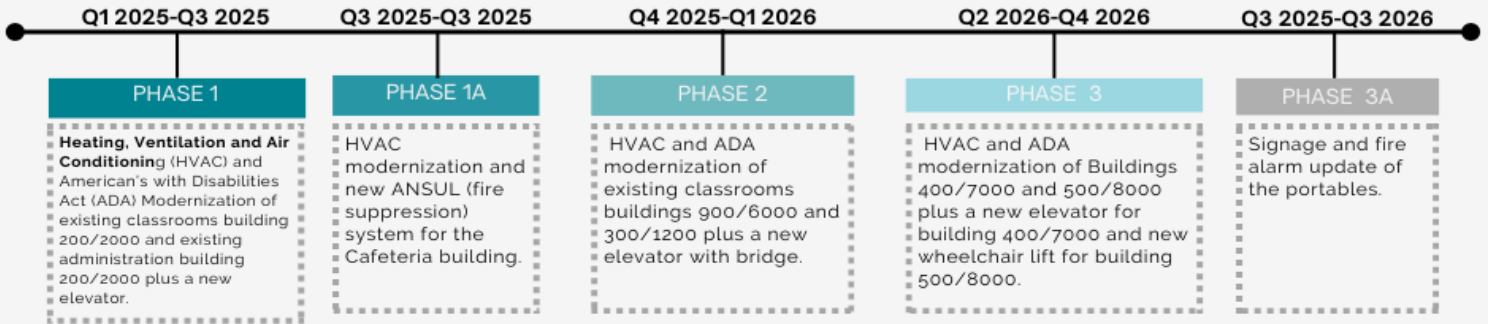 Q1 2025-Q3 2025
PHASE 1
Heating, Ventilation and Air
Conditioning (HVAC) and
American's with Disabilities
Act (ADA) Modernization of
existing classrooms building
200/2000 and existing
administration building
200/2000 plus a new
elevator.
Q3 2025-Q3 2025
PHASE 1A
HVAC
modernization and
new ANSUL (fire
suppression)
system for the
Cafeteria building.
Q4 2025-Q1 2026
PHASE 2
HVAC and ADA
modernization of
existing classrooms
buildings 900/6000 and
300/1200 plus a new
elevator with bridge.
Q2 2026-Q4 2026
PHASE 3
HVAC and ADA
modernization of Buildings
400/7000 and 500/8000
plus a new elevator for
building 400/7000 and new
wheelchair lift for building
500/8000.
Q3 2025-Q3 2026
PHASE 3A
Signage and fire
alarm update of
the portables.